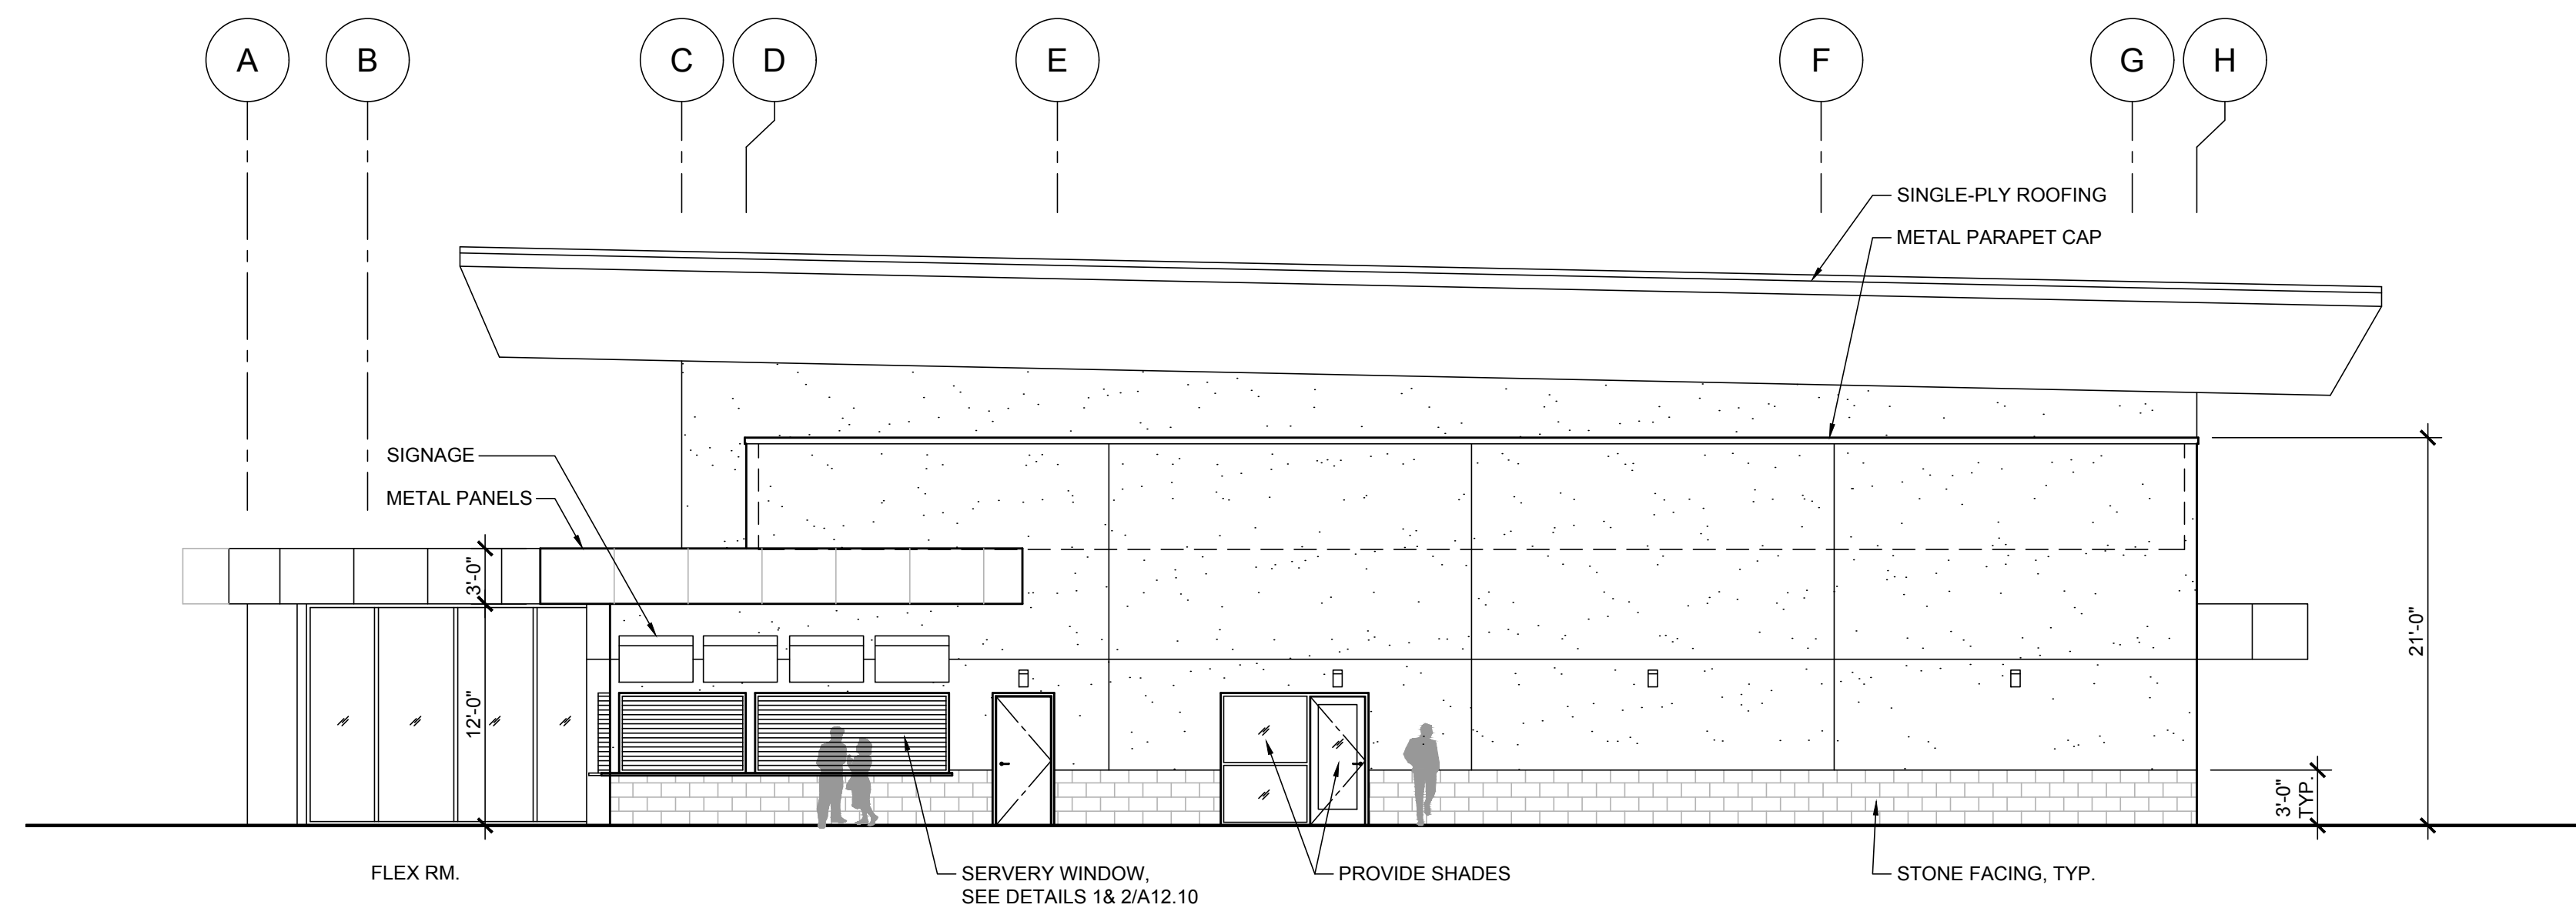 A
B
C
D
E
F
G
H
SINGLE-PLY ROOFING
METAL PARAPET CAP
SIGNAGE
METAL PANELS
3'-0"
12'-0"
21'-0"
3'-0"
TYP.
FLEX RM.
SERVERY WINDOW,
SEE DETAILS 1& 2/A12.10
PROVIDE SHADES
STONE FACING, TYP.